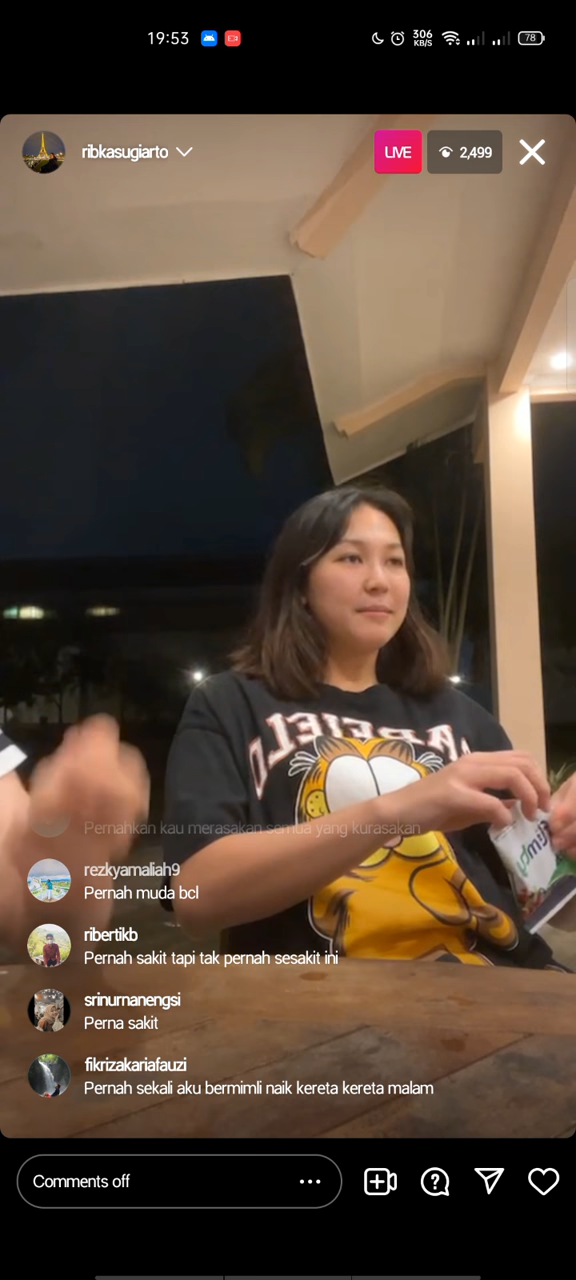 19:53
306
KB/S
78
ribkasugiarto
LIVE
2,499
GARFIELD
Pernahkan kau merasakan semua yang kurasakan
rezkyamaliah9
Pernah muda bcl
ribertikb
Pernah sakit tapi tak pernah sesakit ini
srinurnanengsi
Perna sakit
fikrizakariafauzi
Pernah sekali aku bermimli naik kereta kereta malam
Comments off